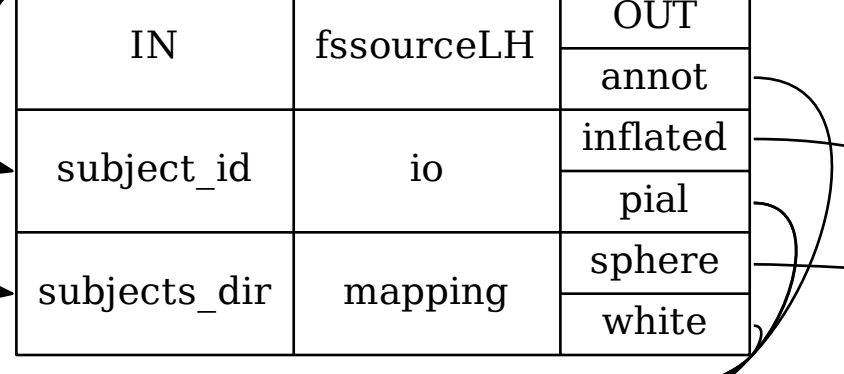 IN
fssourceLH
OUT
annot
subject_id
io
inflated
pial
subjects_dir
mapping
sphere
white